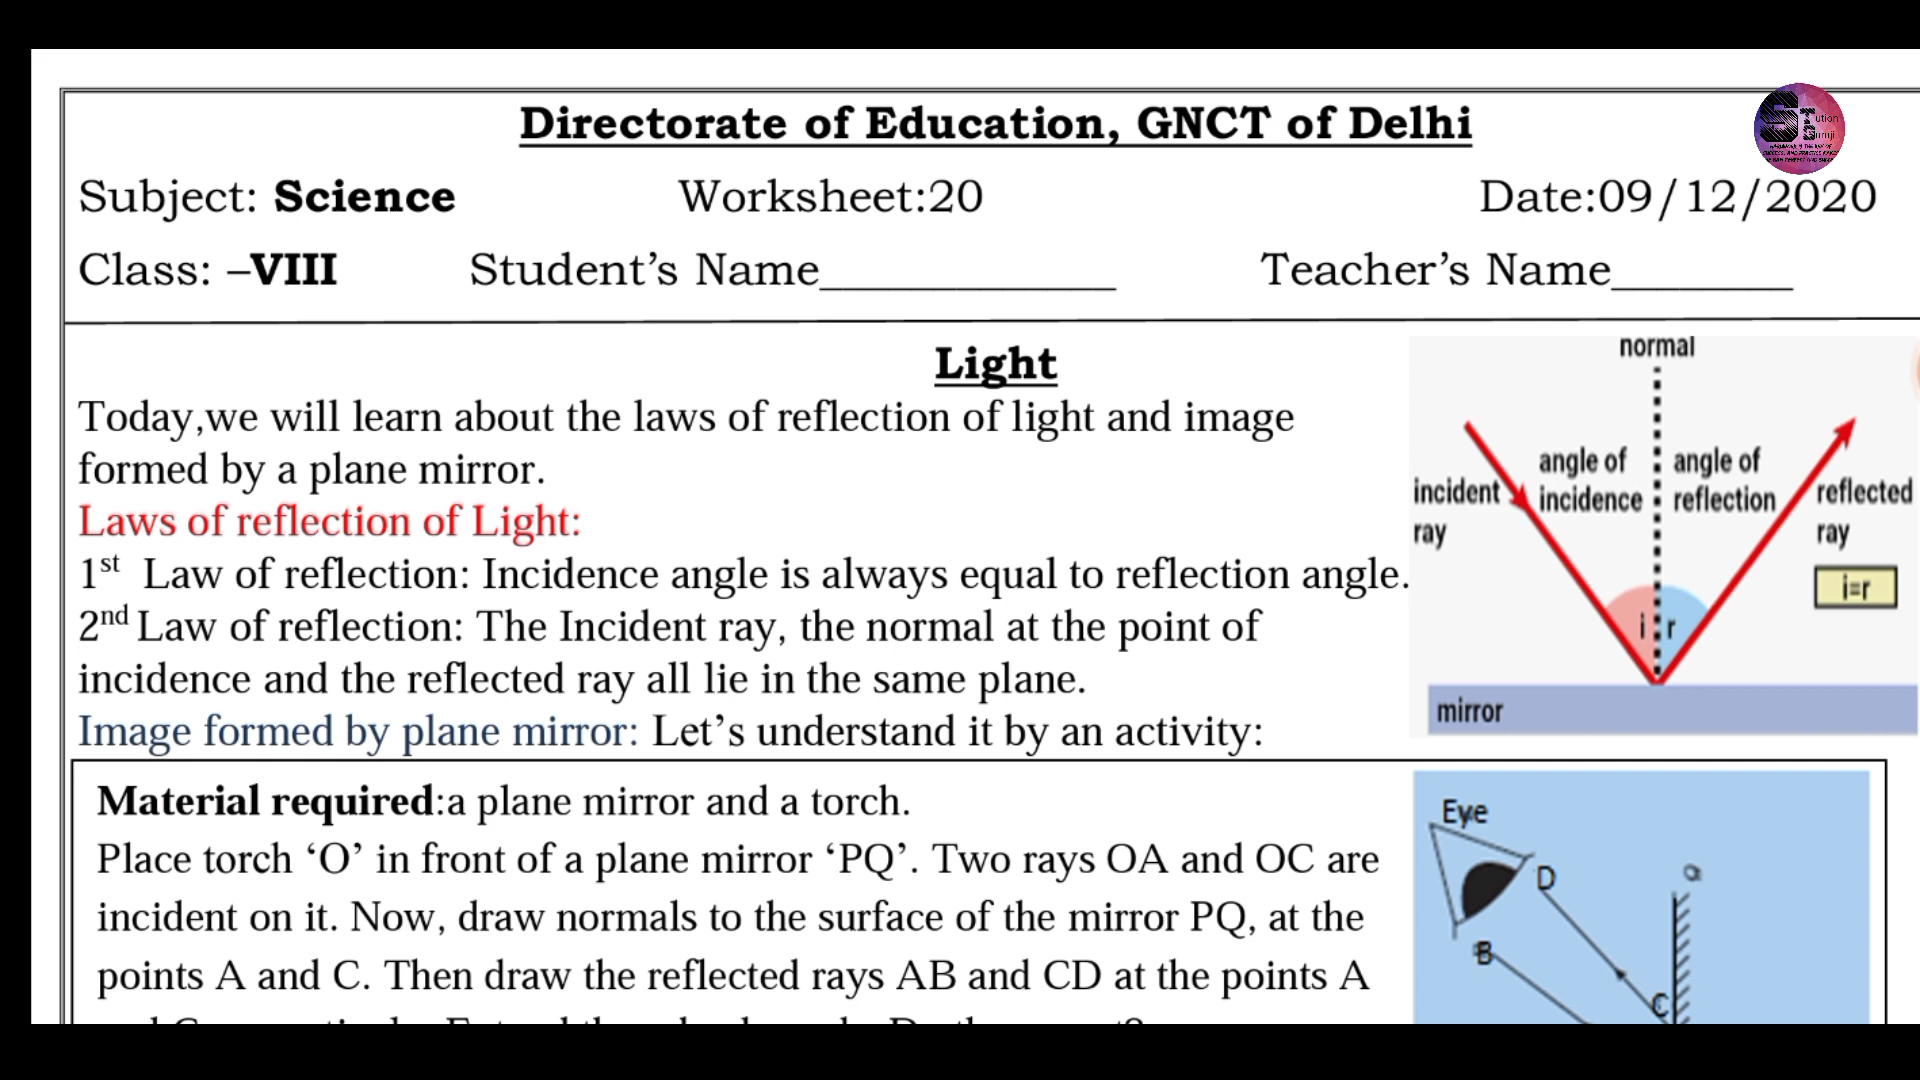 Directorate of Education, GNCT of Delhi
Subject: Science Worksheet:20 Date:09/12/2020
Class: –VIII Student’s Name_____________ Teacher’s Name________
Light
Today,we will learn about the laws of reflection of light and image
formed by a plane mirror.
Laws of reflection of Light:
1st Law of reflection: Incidence angle is always equal to reflection angle.
2nd Law of reflection: The Incident ray, the normal at the point of
incidence and the reflected ray all lie in the same plane.
Image formed by plane mirror: Let’s understand it by an activity:
normal
incident
ray
angle of
incidence
angle of
reflection
reflected
ray
i=r
i r
mirror
Material required:a plane mirror and a torch.
Place torch ‘O’ in front of a plane mirror ‘PQ’. Two rays OA and OC are
incident on it. Now, draw normals to the surface of the mirror PQ, at the
points A and C. Then draw the reflected rays AB and CD at the points A
Eye
D
Q
B
C